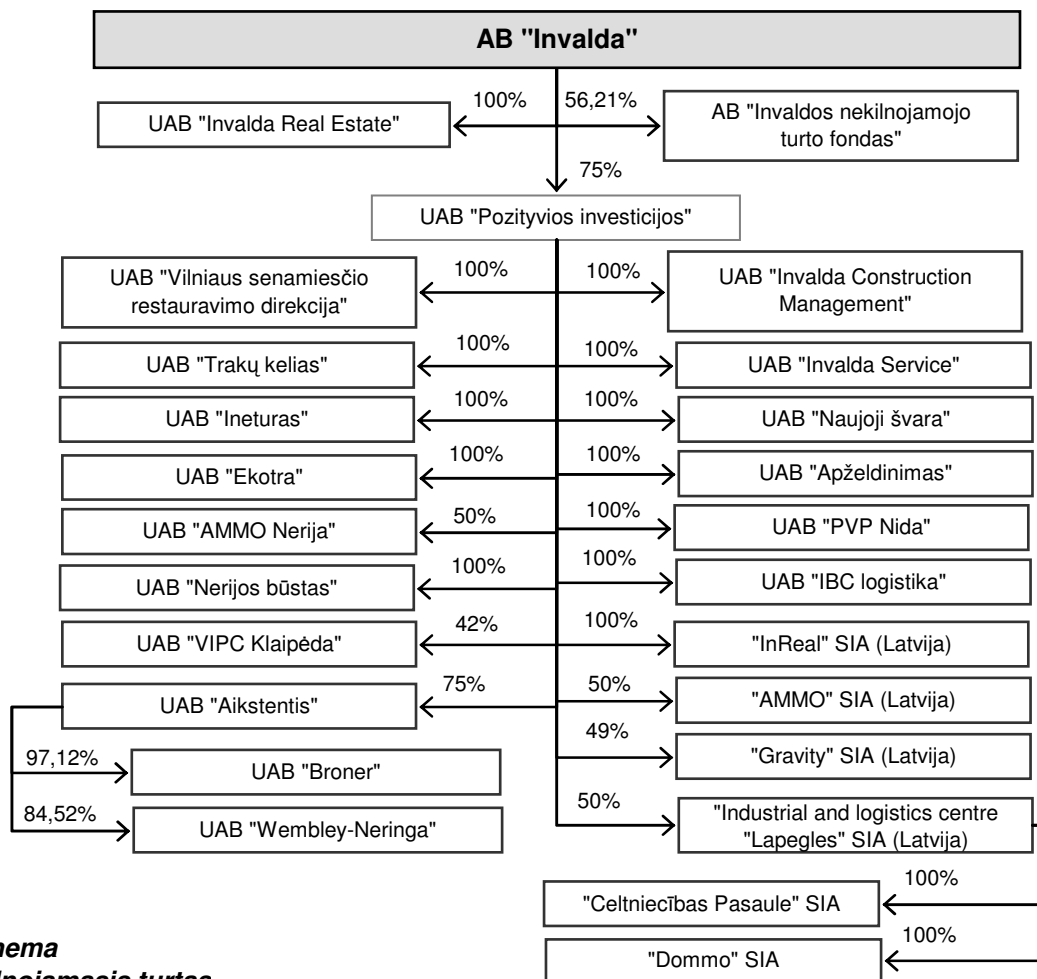 AB "Invalda"
100%
56,21%
UAB "Invalda Real Estate"
AB "Invaldos nekilnojamojo
turto fondas"
75%
UAB "Pozityvios investicijos"
UAB "Vilniaus senamiesčio
restauravimo direkcija"
100%
100%
UAB "Invalda Construction
Management"
UAB "Trakų kelias"
100%
100%
UAB "Invalda Service"
UAB "Ineturas"
100%
100%
UAB "Naujoji švara"
UAB "Ekotra"
100%
100%
UAB "Apželdinimas"
UAB "AMMO Nerija"
50%
100%
UAB "PVP Nida"
UAB "Nerijos būstas"
100%
100%
UAB "IBC logistika"
UAB "VIPC Klaipėda"
42%
100%
"InReal" SIA (Latvija)
UAB "Aikstentis"
75%
50%
"AMMO" SIA (Latvija)
97,12%
UAB "Broner"
49%
"Gravity" SIA (Latvija)
84,52%
UAB "Wembley-Neringa"
50%
"Industrial and logistics centre
"Lapegles" SIA (Latvija)
"Celtniecības Pasaule" SIA
100%
"Dommo" SIA
100%